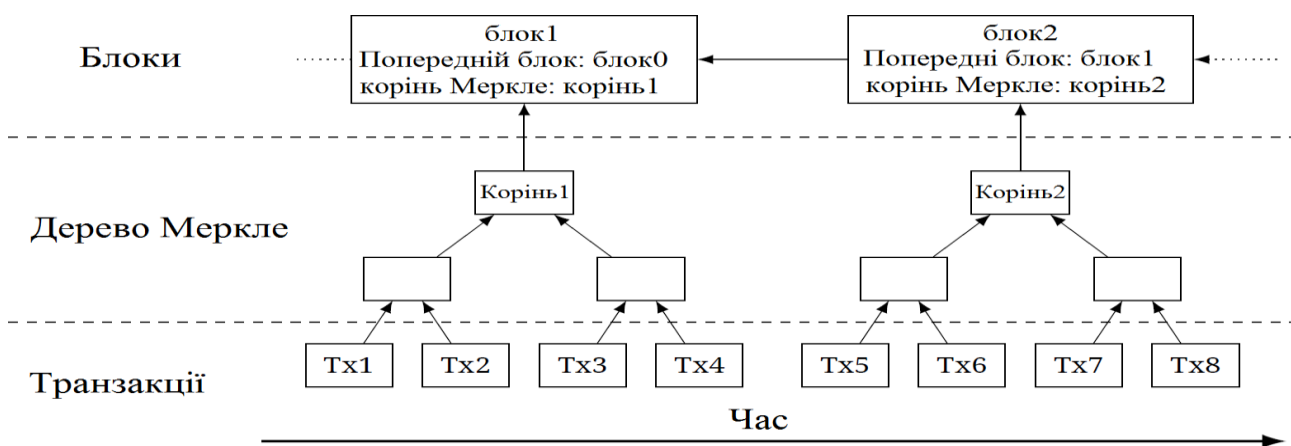 Блоки
блок1
Попередній блок: блок0
корінь Меркле: корінь1
блок2
Попередні блок: блок1
корінь Меркле: корінь2
Дерево Меркле
Корінь1
Корінь2
Транзакції
Tx1
Tx2
Tx3
Tx4
Tx5
Tx6
Tx7
Tx8
Час